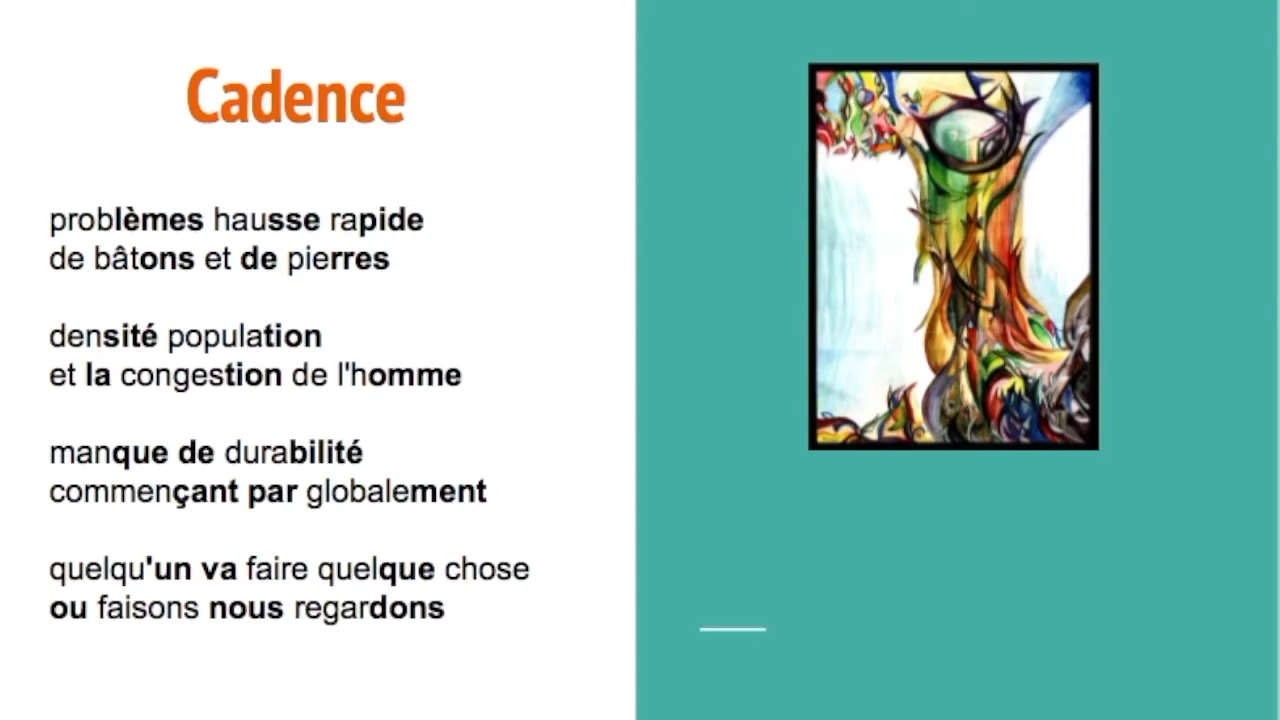 Cadence
problèmes hausse rapide
de bâtons et de pierres
densité population
et la congestion de l'homme
manque de durabilité
commençant par globalement
quelqu'un va faire quelque chose
ou faisons nous regardons